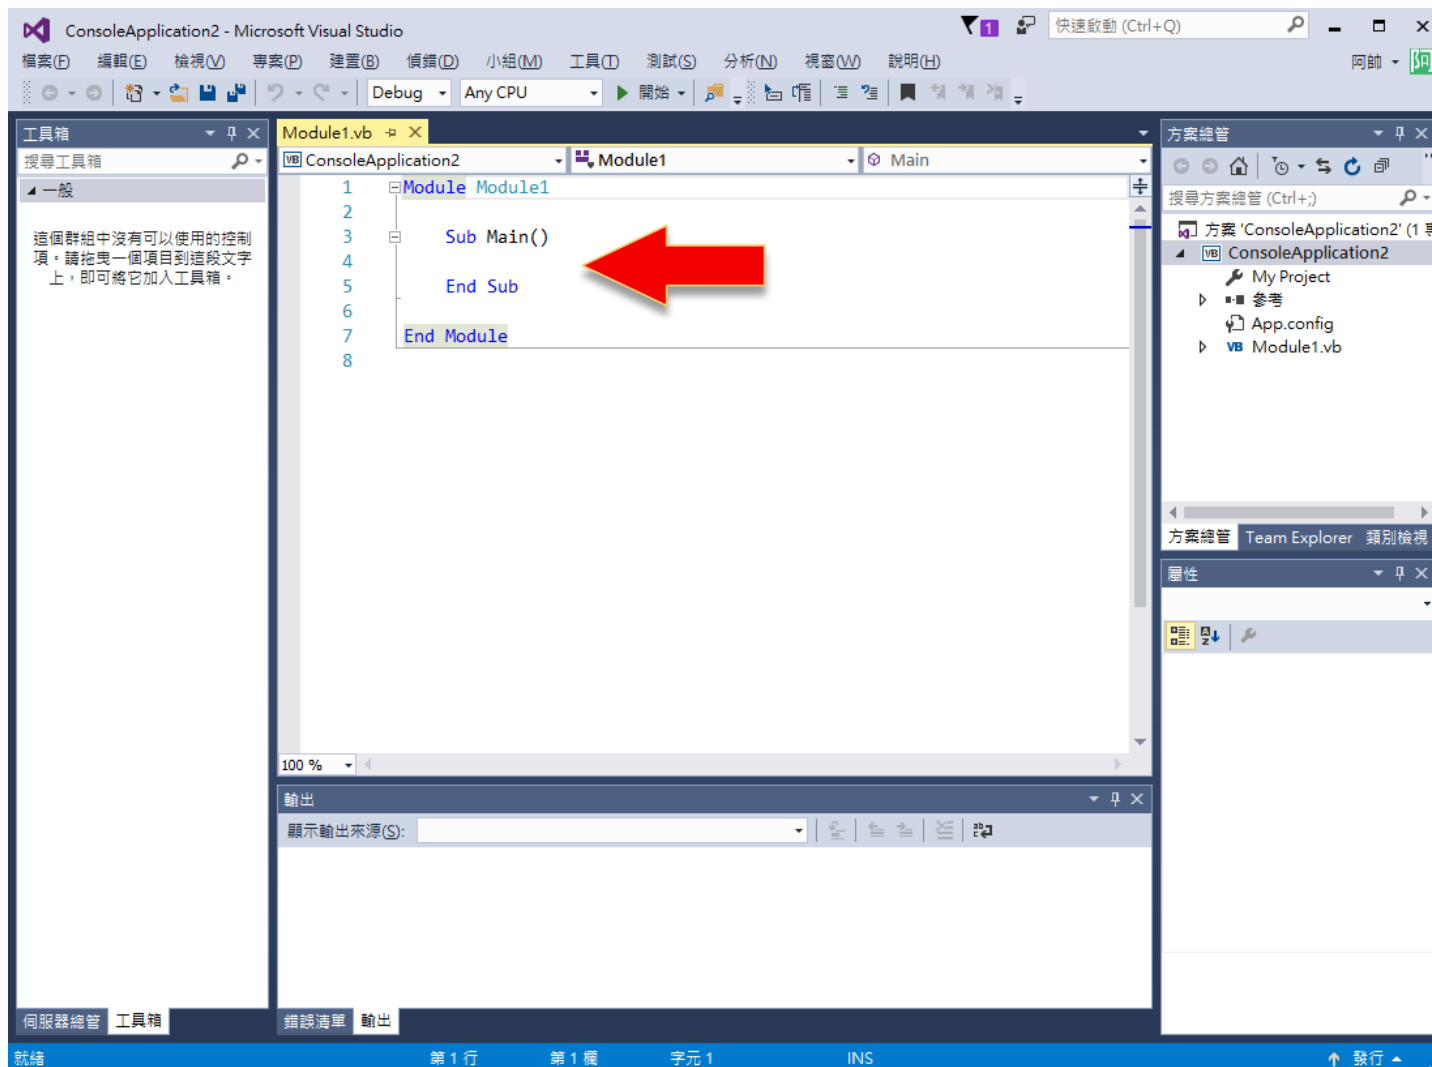 ConsoleApplication2 - Microsoft Visual Studio
1
快速啟動 (Ctrl+Q)
檔案(F) 編輯(E) 檢視(V) 專案(P) 建置(B) 偵錯(D) 小組(M) 工具(T) 測試(S) 分析(N) 視窗(W) 說明(H)
阿帥
Debug
Any CPU
開始
工具箱
搜尋工具箱
一般
這個群組中沒有可以使用的控制
項。請拖曳一個項目到這段文字
上，即可將它加入工具箱。
伺服器總管 工具箱
Module1.vb
VB ConsoleApplication2
Module1
Main
1 Module Module1
2
3 Sub Main()
4
5 End Sub
6
7 End Module
8
100 %
輸出
顯示輸出來源(S):
錯誤清單 輸出
方案總管
搜尋方案總管 (Ctrl+;)
方案 'ConsoleApplication2' (1
VB ConsoleApplication2
My Project
參考
App.config
VB Module1.vb
方案總管 Team Explorer 類別檢視
屬性
就緒
第 1 行
第 1 欄
字元 1
INS
發行